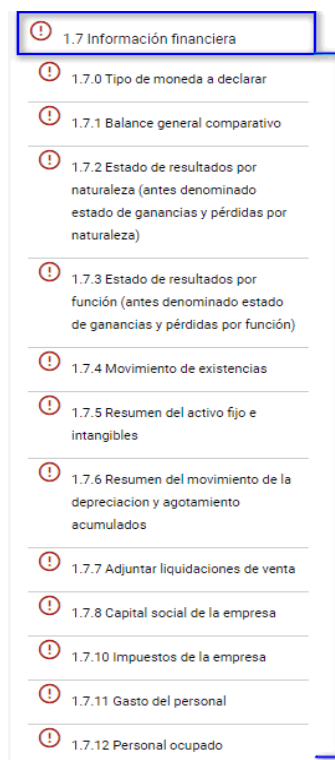 1.7 Información financiera
1.7.0 Tipo de moneda a declarar
1.7.1 Balance general comparativo
1.7.2 Estado de resultados por
naturaleza (antes denominado
estado de ganancias y pérdidas por
naturaleza)
1.7.3 Estado de resultados por
función (antes denominado estado
de ganancias y pérdidas por función)
1.7.4 Movimiento de existencias
1.7.5 Resumen del activo fijo e
intangibles
1.7.6 Resumen del movimiento de la
depreciacion y agotamiento
acumulados
1.7.7 Adjuntar liquidaciones de venta
1.7.8 Capital social de la empresa
1.7.10 Impuestos de la empresa
1.7.11 Gasto del personal
1.7.12 Personal ocupado